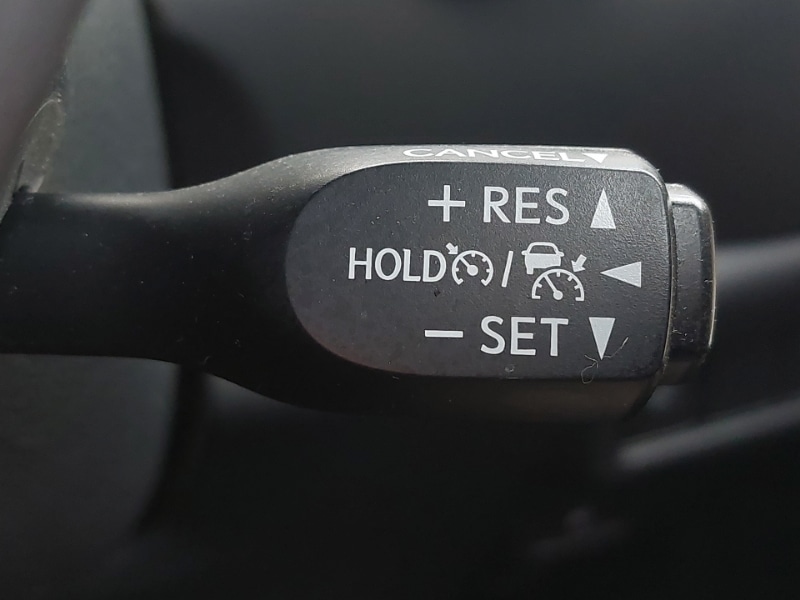 CANCEL
+ RES
HOLD /
- SET